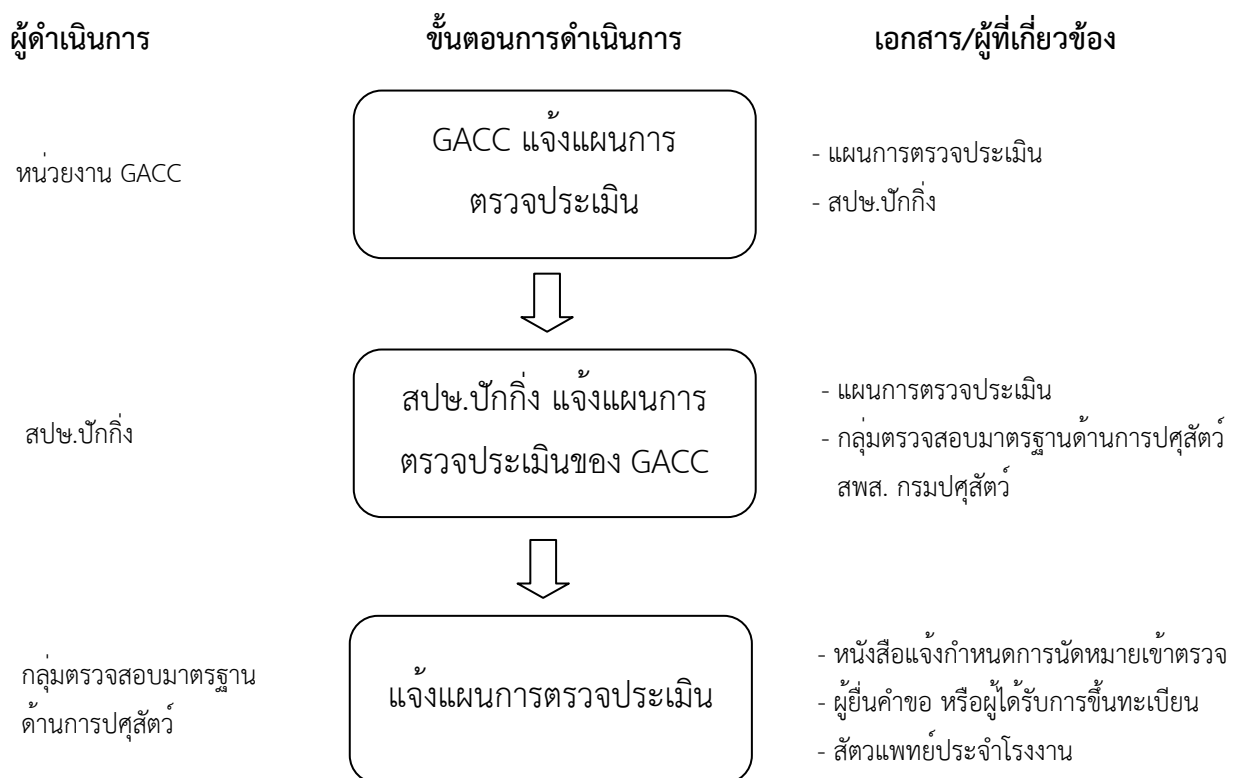 ผู้ดำเนินการ ขั้นตอนการดำเนินการ เอกสาร/ผู้ที่เกี่ยวข้อง
หน่วยงาน GACC
GACC แจ้งแผนการ
ตรวจประเมิน
- แผนการตรวจประเมิน
- สปษ.ปักกิ่ง
สปษ.ปักกิ่ง
สปษ.ปักกิ่ง แจ้งแผนการ
ตรวจประเมินของ GACC
- แผนการตรวจประเมิน
- กลุ่มตรวจสอบมาตรฐานด้านการปศุสัตว์
สพส. กรมปศุสัตว์
กลุ่มตรวจสอบมาตรฐาน
ด้านการปศุสัตว์
แจ้งแผนการตรวจประเมิน
- หนังสือแจ้งกำหนดการนัดหมายเข้าตรวจ
- ผู้ยื่นคำขอ หรือผู้ได้รับการขึ้นทะเบียน
- สัตวแพทย์ประจำโรงงาน